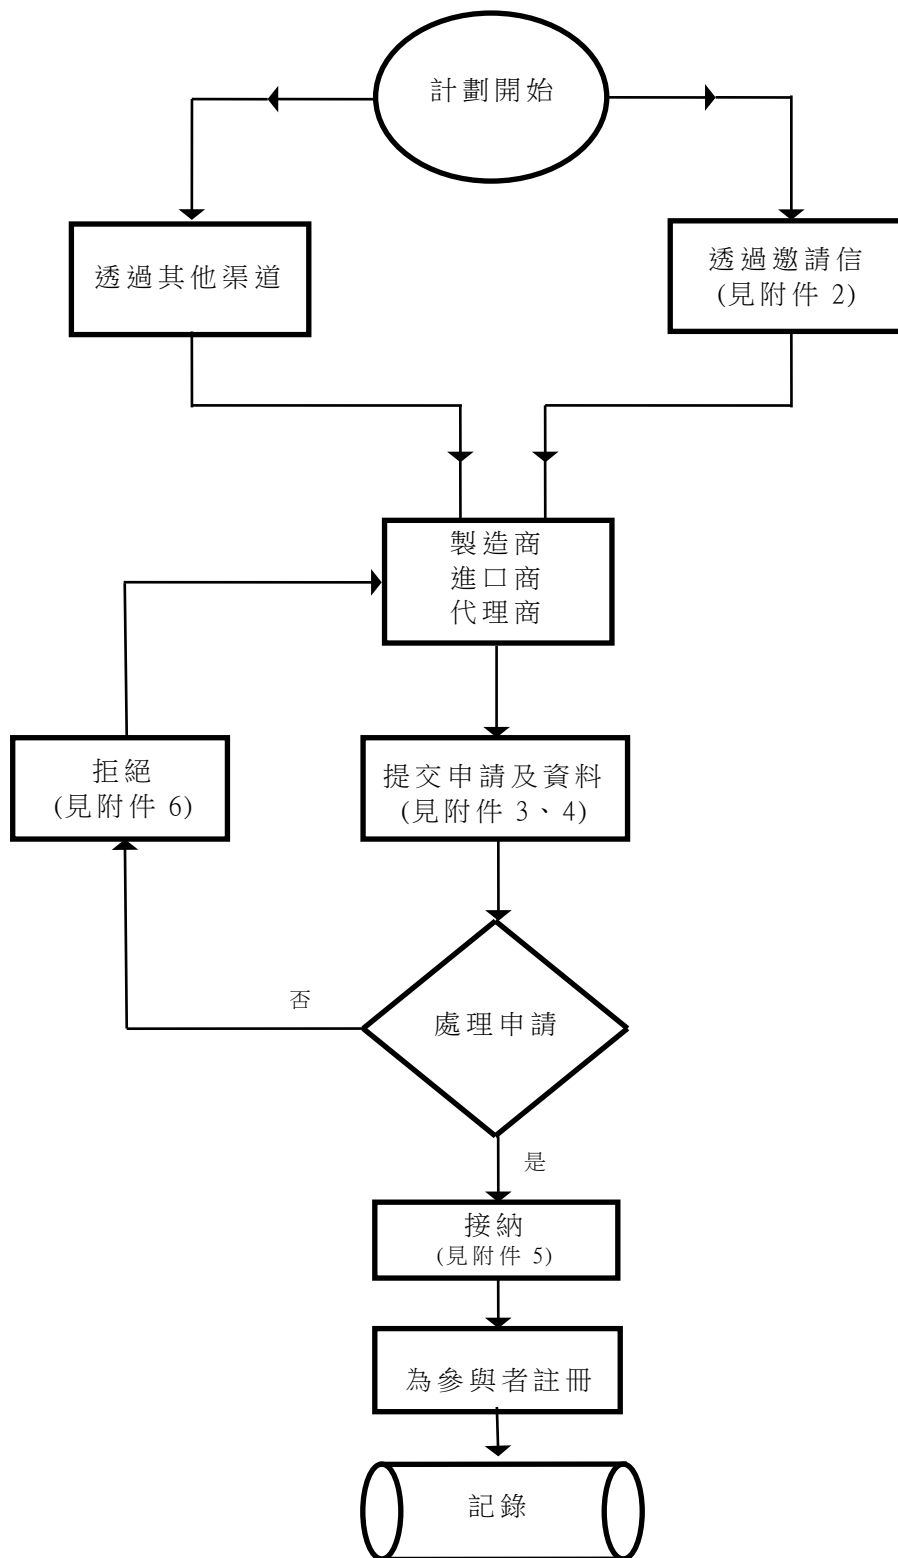 計劃開始
透過其他渠道
透過邀請信
(見附件 2)
製造商
進口商
代理商
拒絕
(見附件 6)
提交申請及資料
(見附件 3、4)
否
處理申請
是
接納
(見附件 5)
為參與者註冊
記錄